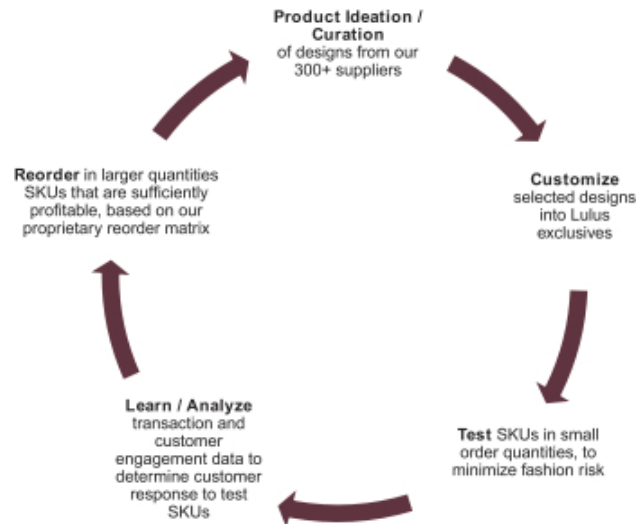 Product Ideation /
Curation
of designs from our
300+ suppliers
Customize
selected designs
into Lulus
exclusives
Test SKUs in small
order quantities, to
minimize fashion risk
Learn / Analyze
transaction and
customer
engagement data to
determine customer
response to test
SKUs
Reorder in larger quantities
SKUs that are sufficiently
profitable, based on our
proprietary reorder matrix